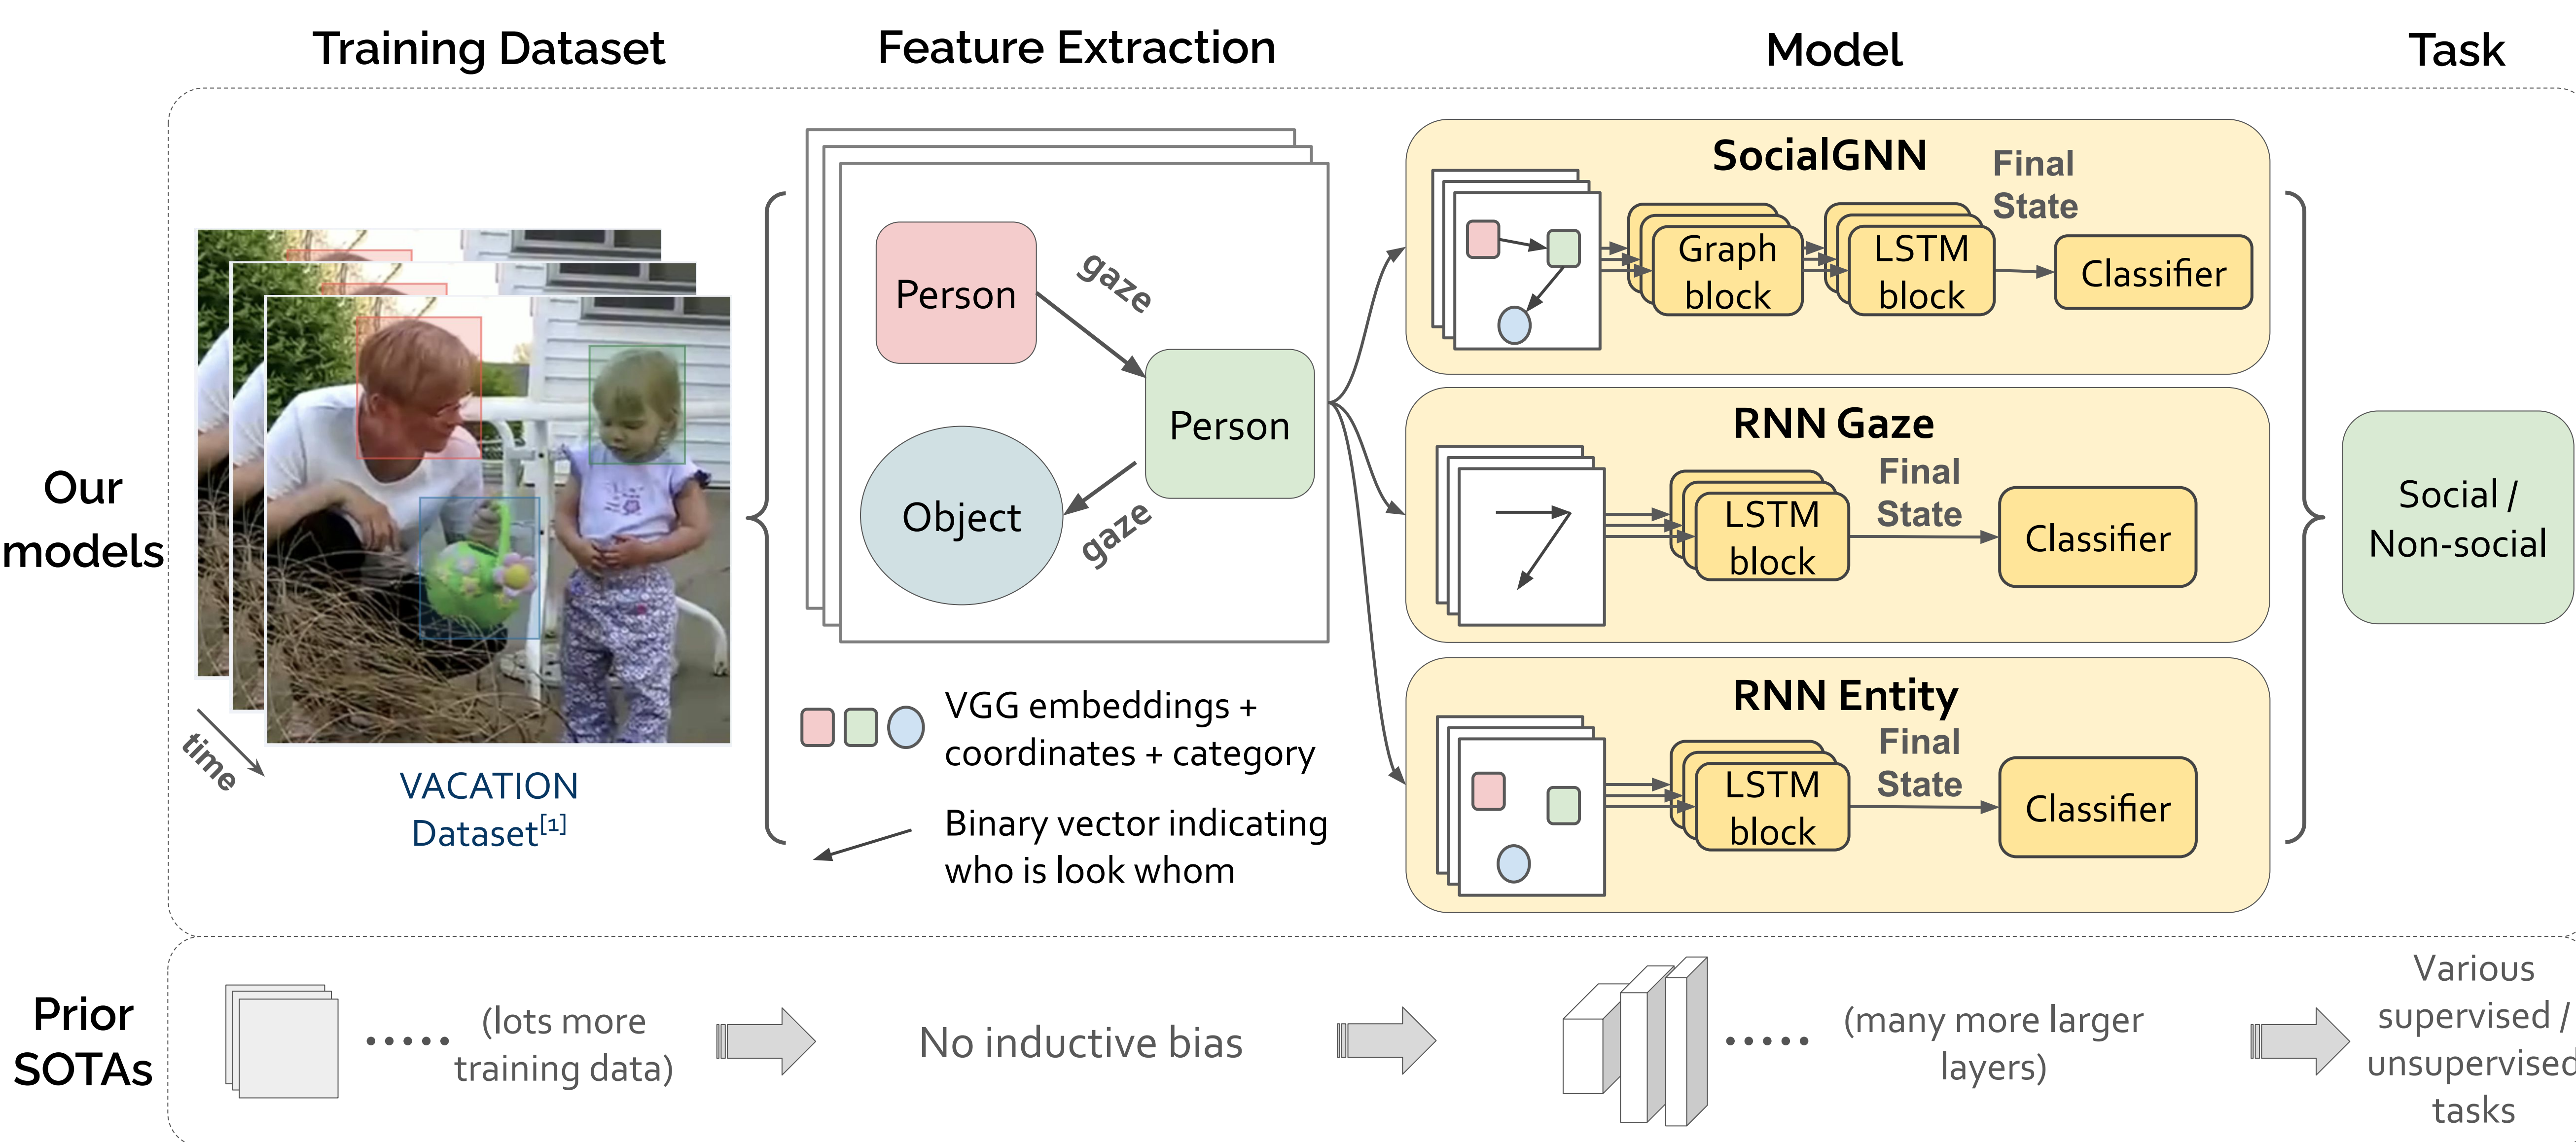 Training Dataset
Feature Extraction
Model
Task
Our
models
time
VACATION
Dataset[1]
Person
gaze
Person
Object
gaze
VGG embeddings +
coordinates + category
Binary vector indicating
who is look whom
SocialGNN
Final
State
Graph
block
LSTM
block
Classifier
RNN Gaze
Final
State
LSTM
block
Classifier
RNN Entity
Final
State
LSTM
block
Classifier
Social /
Non-social
Prior
SOTAs
(lots more
training data)
No inductive bias
(many more larger
layers)
Various
supervised /
unsupervised
tasks